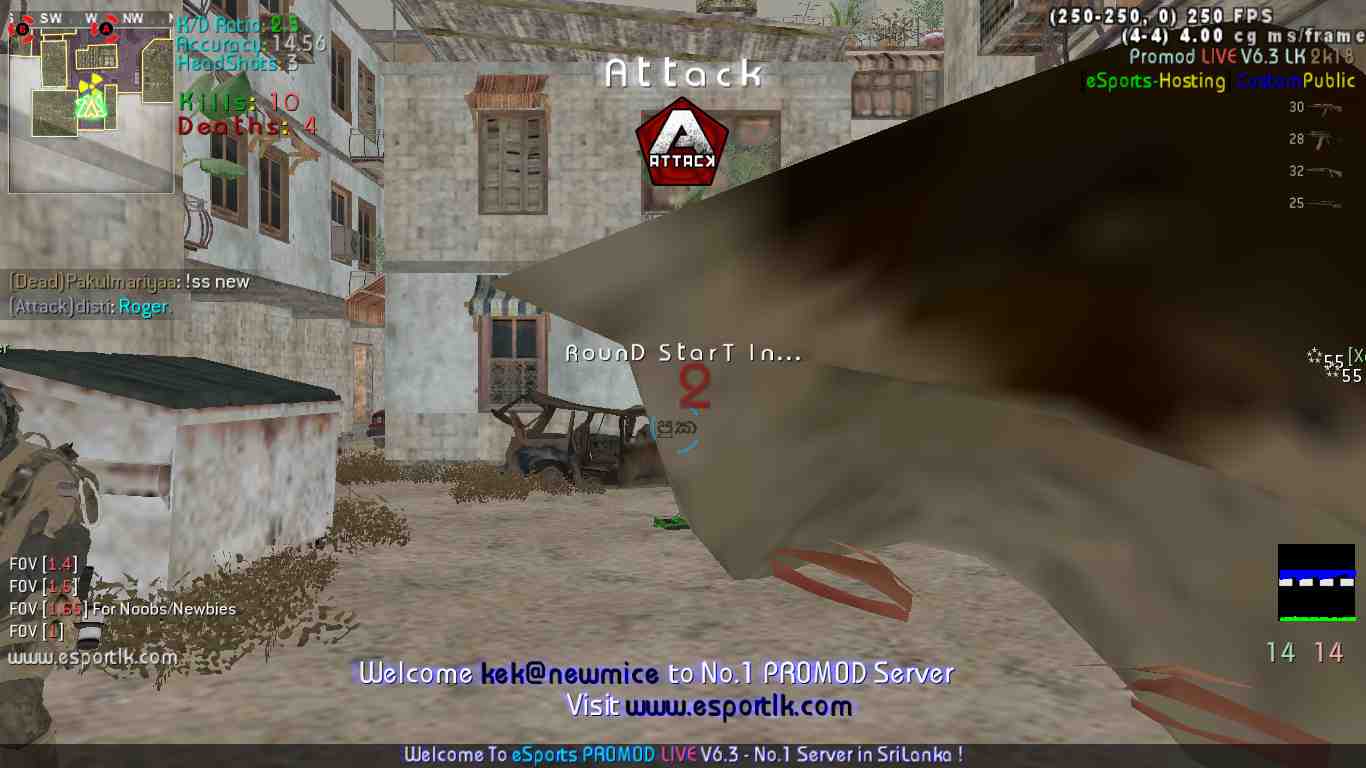 SW W NW
B A
K/D Ratio: 2.5
Accuracy: 14.56
HeadShots 3
Kills: 10
Deaths: 4
(250-250, 0) 250 FPS
(4-4) 4.00 cg ms/frame
Promod LIVE V6.3 LK 2k18
eSports-Hosting CustomPublic
30
28
32
25
Attack
ATTACK
(Dead)Pakulmariyaa: !ss new
(Attack)disti: Roger.
RounD StarT In...
2
පුක
55
55
FOV [1.4]
FOV [1.5]
FOV [1.65] For Noobs/Newbies
FOV [1]
www.esportlk.com
14 14
Welcome kek@newmice to No.1 PROMOD Server
Visit www.esportlk.com
Welcome To eSports PROMOD LIVE V6.3 - No.1 Server in SriLanka !